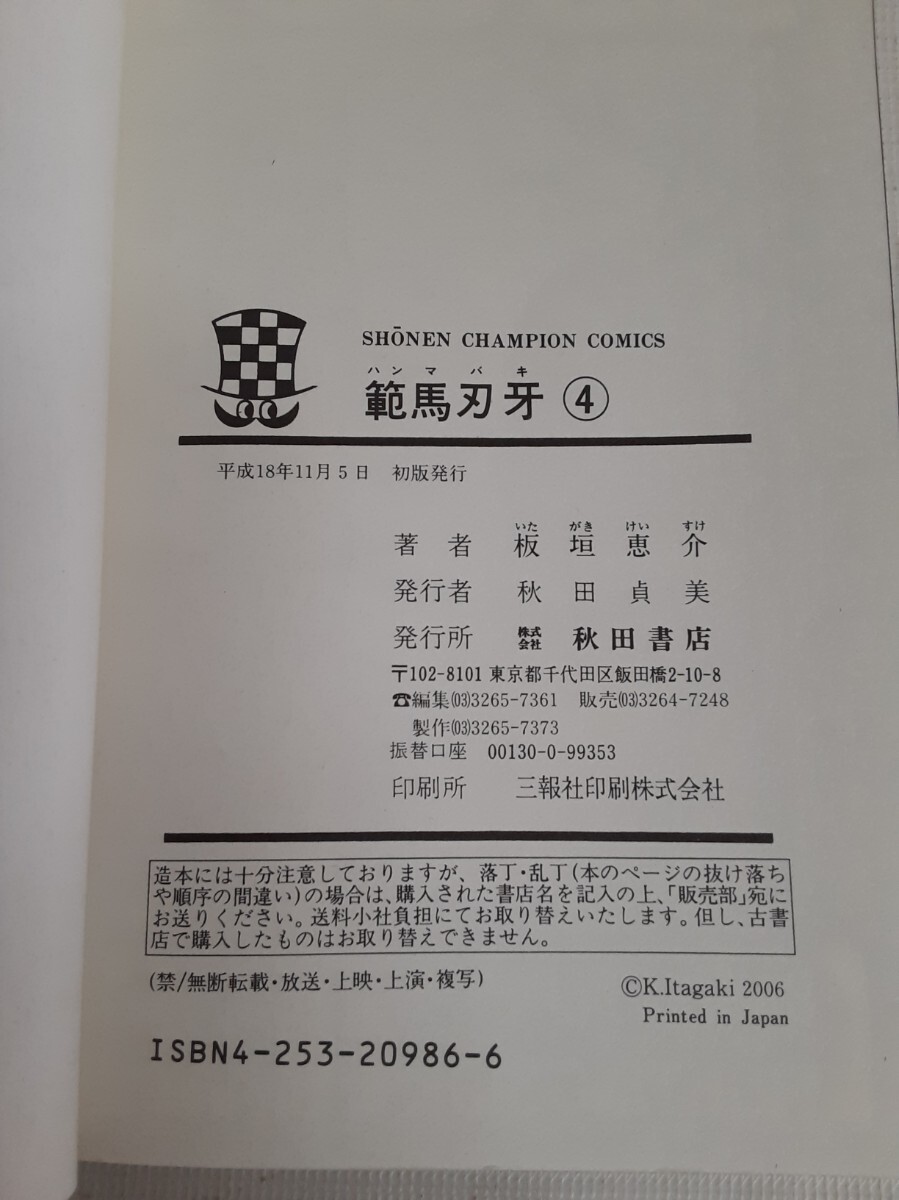 SHŌNEN CHAMPION COMICS
ハンマバキ
範馬刃牙④
平成18年11月5日 初版発行
いたがきけいすけ
著者 板垣恵介
発行者 秋田貞美
発行所 株式会社 秋田書店
〒102-8101 東京都千代田区飯田橋2-10-8
☎編集(03)3265-7361 販売(03)3264-7248
製作(03)3265-7373
振替口座 00130-0-99353
印刷所 三報社印刷株式会社
造本には十分注意しておりますが、落丁・乱丁(本のページの抜け落ち
や順序の間違い)の場合は、購入された書店名を記入の上、「販売部」宛に
お送りください。送料小社負担にてお取り替えいたします。但し、古書
店で購入したものはお取り替えできません。
(禁/無断転載・放送・上映・上演・複写)
©K.Itagaki 2006
Printed in Japan
ISBN4-253-20986-6